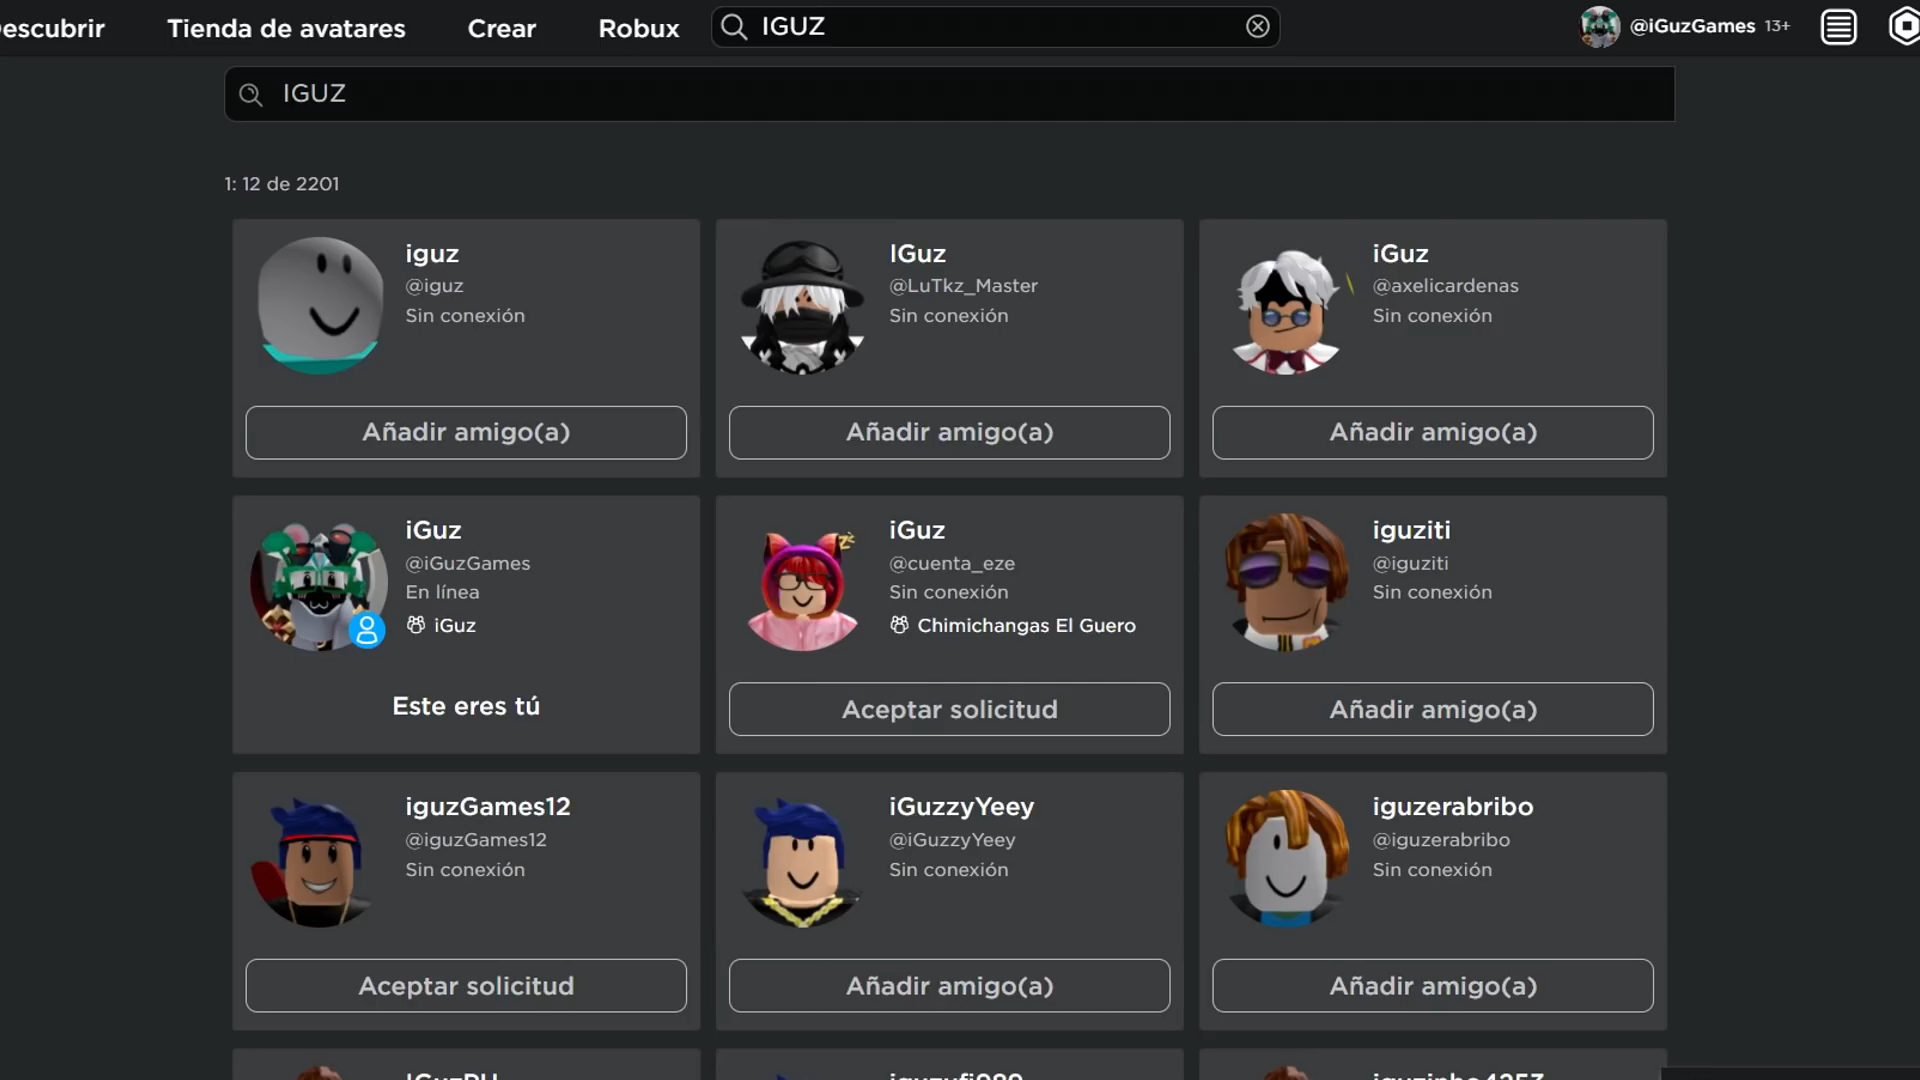 Descubrir
Tienda de avatares
Crear
Robux
IGUZ
@iGuzGames 13+
IGUZ
1: 12 de 2201
iguz
@iguz
Sin conexión
Añadir amigo(a)
IGuz
@LuTkz_Master
Sin conexión
Añadir amigo(a)
iGuz
@axelicardenas
Sin conexión
Añadir amigo(a)
iGuz
@iGuzGames
En línea
iGuz
Este eres tú
iGuz
@cuenta_eze
Sin conexión
Chimichangas El Guero
Aceptar solicitud
iguziti
@iguziti
Sin conexión
Añadir amigo(a)
iguzGames12
@iguzGames12
Sin conexión
Aceptar solicitud
iGuzzyYeey
@iGuzzyYeey
Sin conexión
Añadir amigo(a)
iguzerabribo
@iguzerabribo
Sin conexión
Añadir amigo(a)